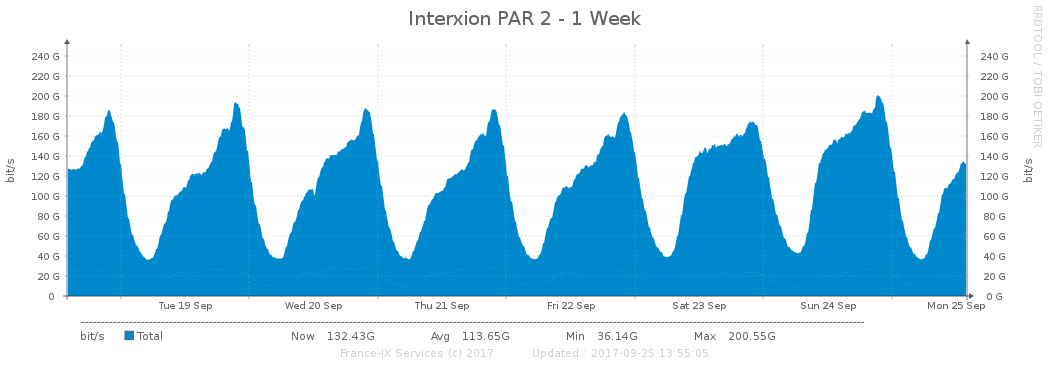 Interxion PAR 2 - 1 Week
RRDTOOL / TOBI OETIKER
240 G 240 G
220 G 220 G
200 G 200 G
180 G 180 G
160 G 160 G
140 G 140 G
120 G 120 G
100 G 100 G
80 G 80 G
60 G 60 G
40 G 40 G
20 G 20 G
0 0 G
bit/s
bit/s
Tue 19 Sep Wed 20 Sep Thu 21 Sep Fri 22 Sep Sat 23 Sep Sun 24 Sep Mon 25 Sep
bit/s Total Now 132.43G Avg 113.65G Min 36.14G Max 200.55G
France-IX Services (c) 2017 Updated : 2017-09-25 13:55:05